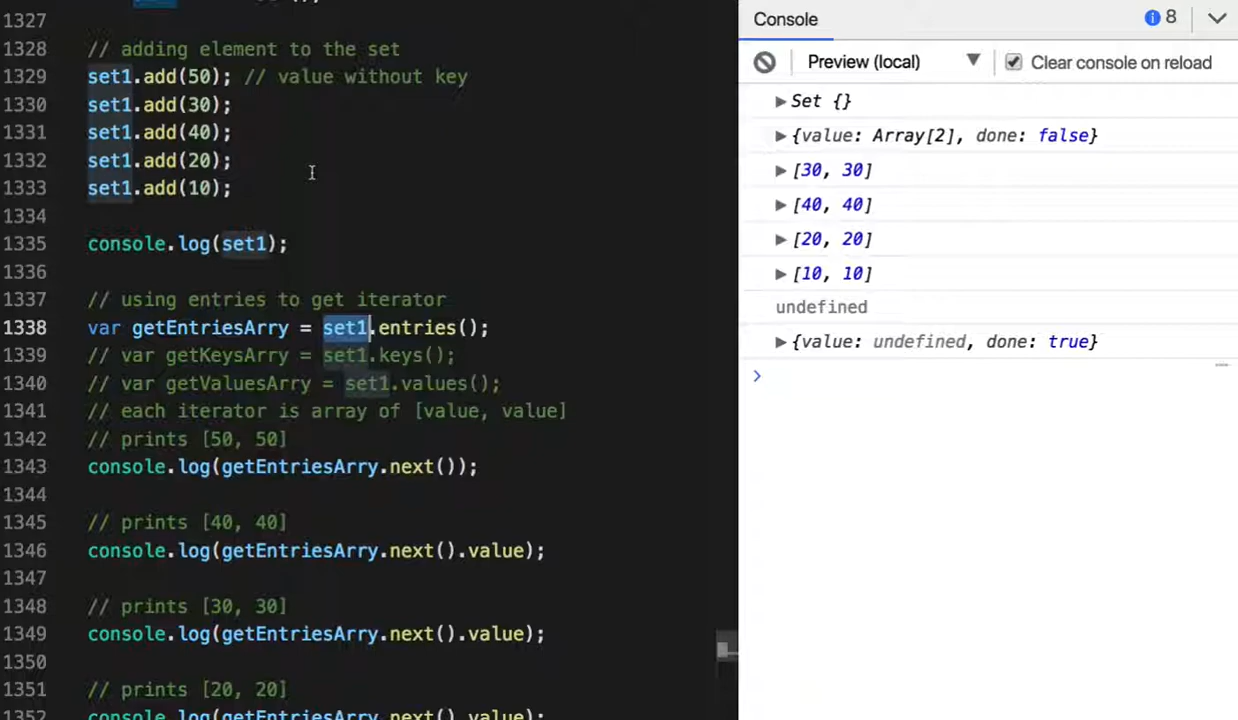 1327
1328 // adding element to the set
1329 set1.add(50); // value without key
1330 set1.add(30);
1331 set1.add(40);
1332 set1.add(20);
1333 set1.add(10);
1334
1335 console.log(set1);
1336
1337 // using entries to get iterator
1338 var getEntriesArry = set1.entries();
1339 // var getKeysArry = set1.keys();
1340 // var getValuesArry = set1.values();
1341 // each iterator is array of [value, value]
1342 // prints [50, 50]
1343 console.log(getEntriesArry.next());
1344
1345 // prints [40, 40]
1346 console.log(getEntriesArry.next().value);
1347
1348 // prints [30, 30]
1349 console.log(getEntriesArry.next().value);
1350
1351 // prints [20, 20]
1352 console.log(getEntriesArry.next().value);
Console
8
Preview (local)
Clear console on reload
Set {}
{value: Array[2], done: false}
[30, 30]
[40, 40]
[20, 20]
[10, 10]
undefined
{value: undefined, done: true}